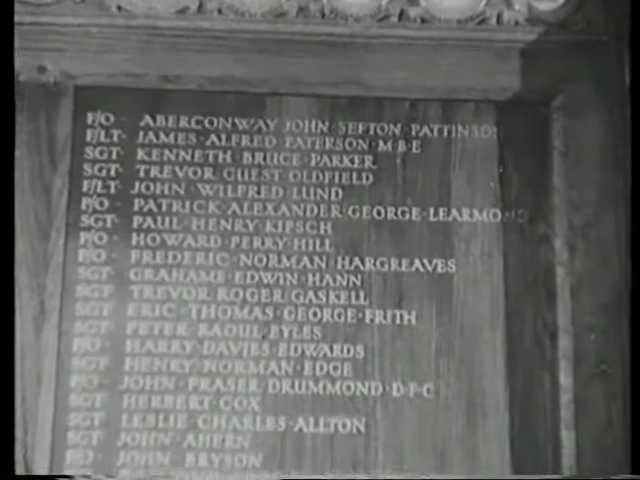 F/O · ABERCONWAY JOHN SEFTON PATTINSON
F/LT · JAMES · ALFRED PATERSON · M·B·E
SGT · KENNETH BRUCE PARKER
SGT · TREVOR GUEST OLDFIELD
F/LT · JOHN · WILFRED LUND
P/O · PATRICK · ALEXANDER · GEORGE · LEARMOND
SGT · PAUL · HENRY KIPSCH
P/O · HOWARD · PERRY · HILL
P/O · FREDERIC · NORMAN · HARGREAVES
SGT · GRAHAME · EDWIN · HANN
SGT · TREVOR ROGER GASKELL
SGT · ERIC THOMAS · GEORGE · FRITH
SGT · PETER RAOUL · EYLES
P/O · HARRY · DAVIES · EDWARDS
SGT HENRY NORMAN · EDGE
P/O · JOHN · FRASER · DRUMMOND · D·F·C
SGT HERBERT · COX
SGT LESLIE · CHARLES · ALLTON
SGT JOHN · AHERN
P/O JOHN BRYSON